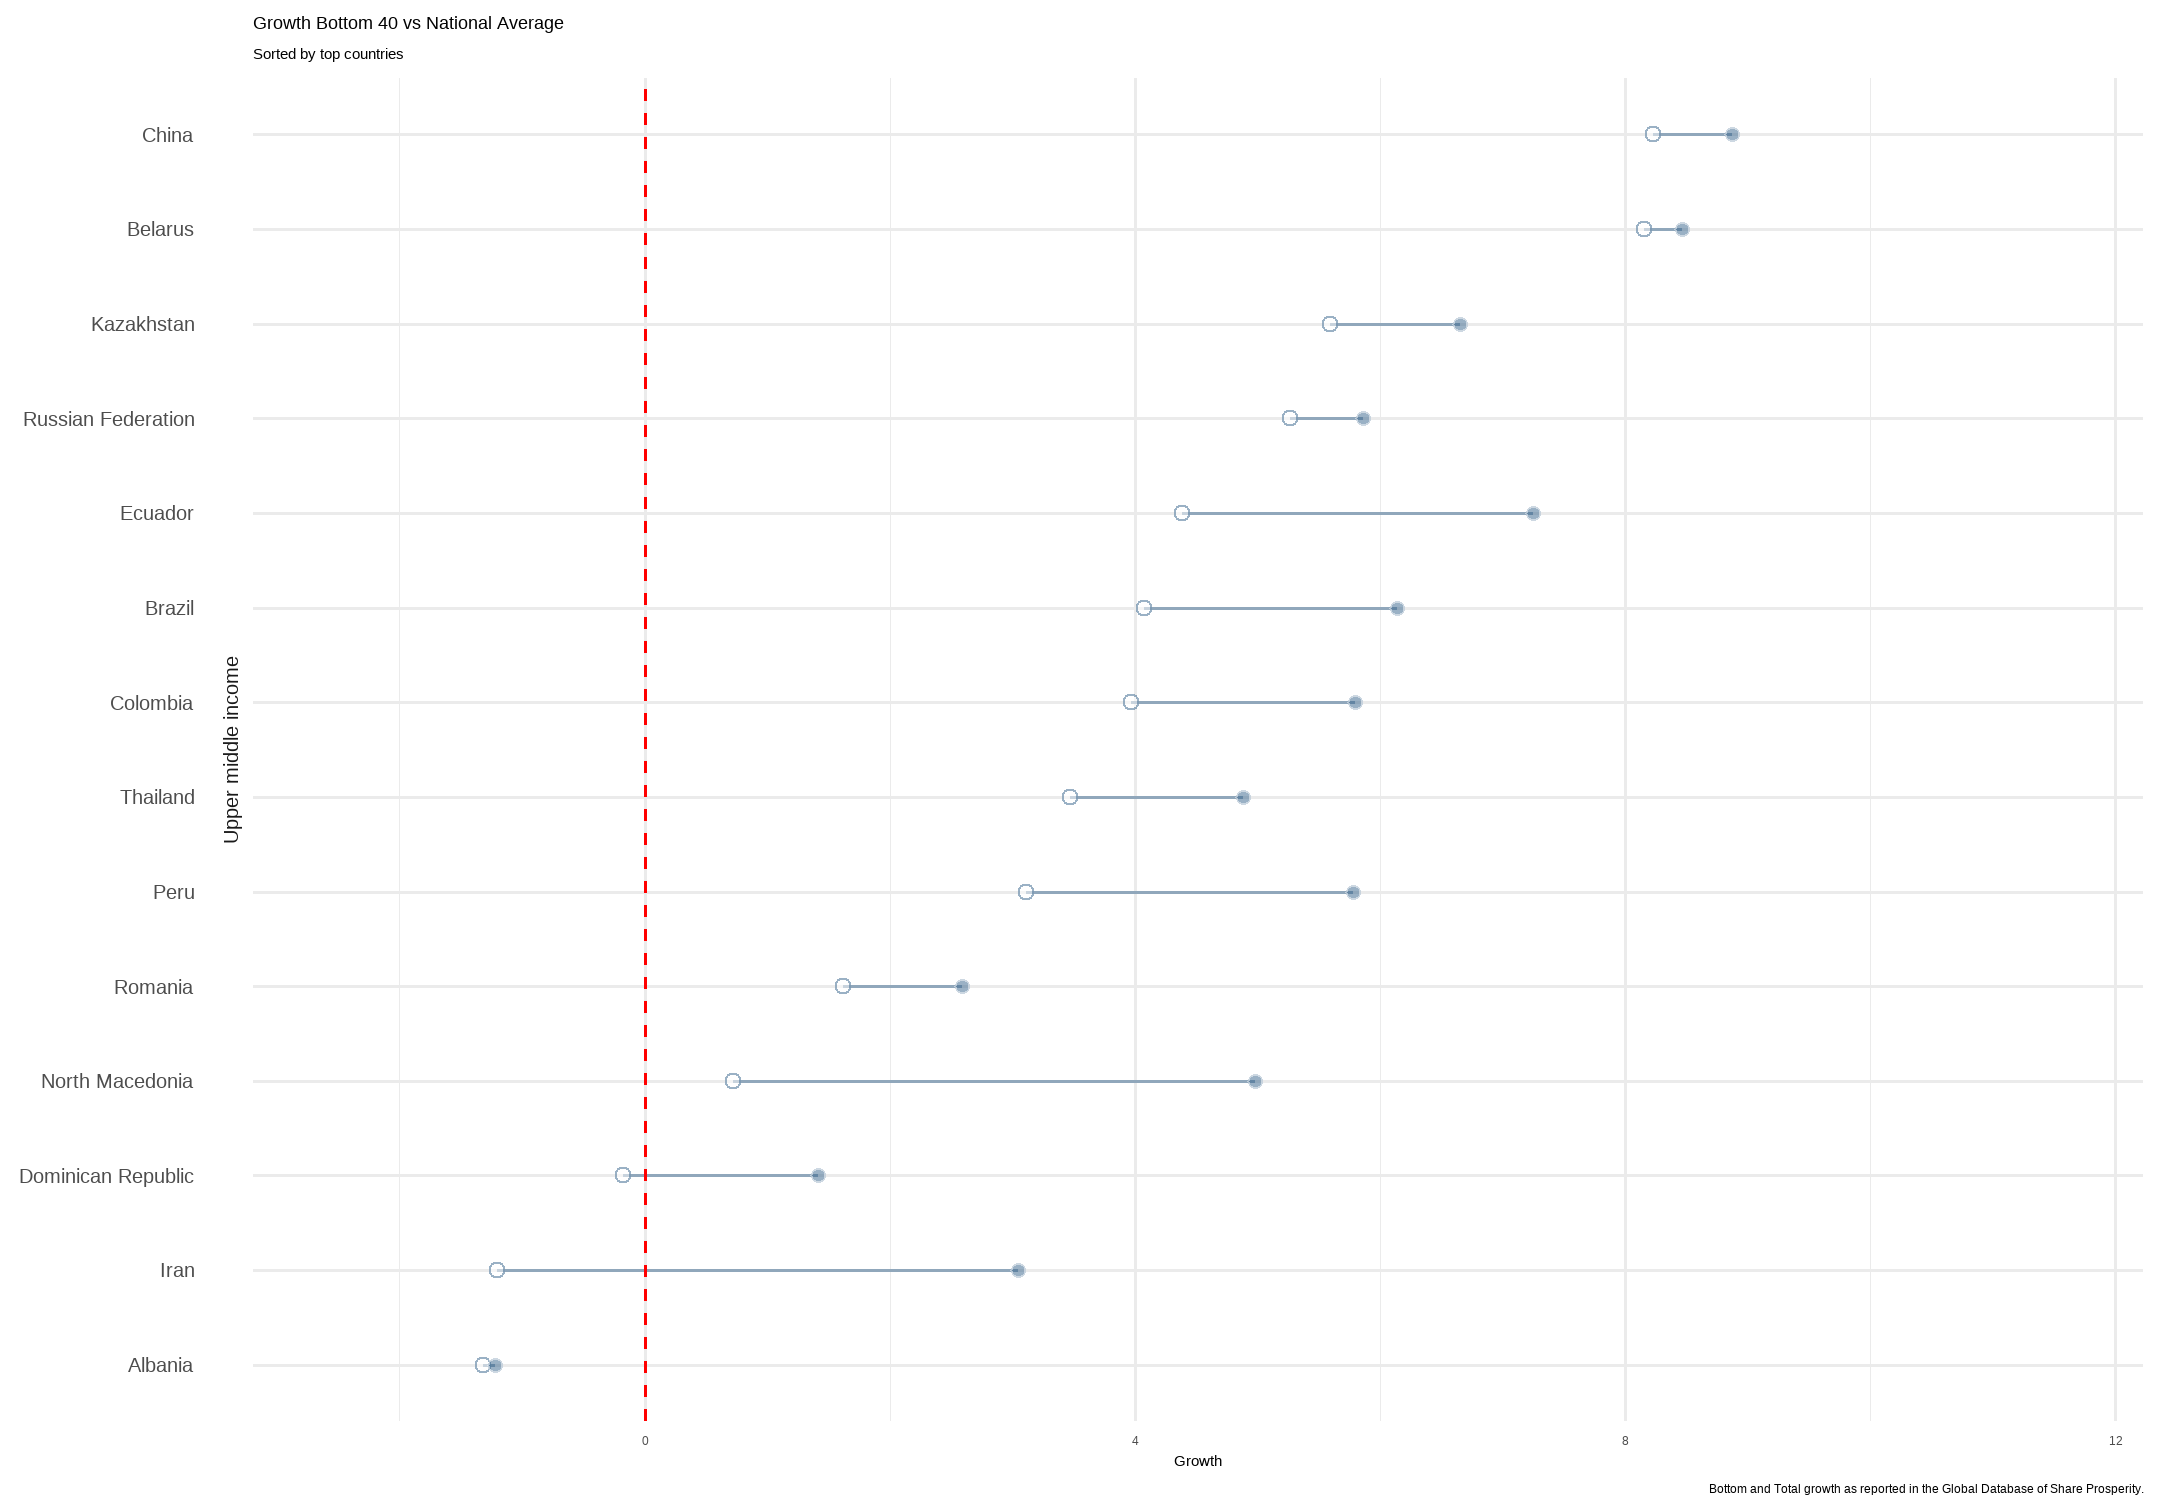 Growth Bottom 40 vs National Average
Sorted by top countries
China
Belarus
Kazakhstan
Russian Federation
Ecuador
Brazil
Colombia
Thailand
Peru
Romania
North Macedonia
Dominican Republic
Iran
Albania
Upper middle income
0 4 8 12
Growth
Bottom and Total growth as reported in the Global Database of Share Prosperity.